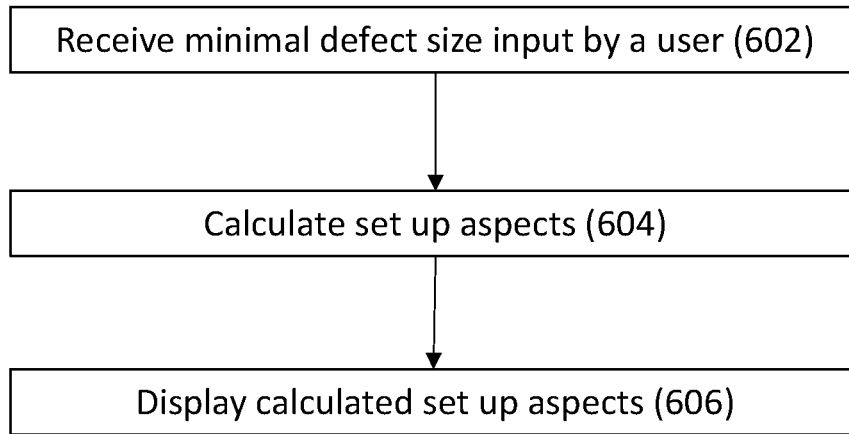 Receive minimal defect size input by a user (602)
Calculate set up aspects (604)
Display calculated set up aspects (606)